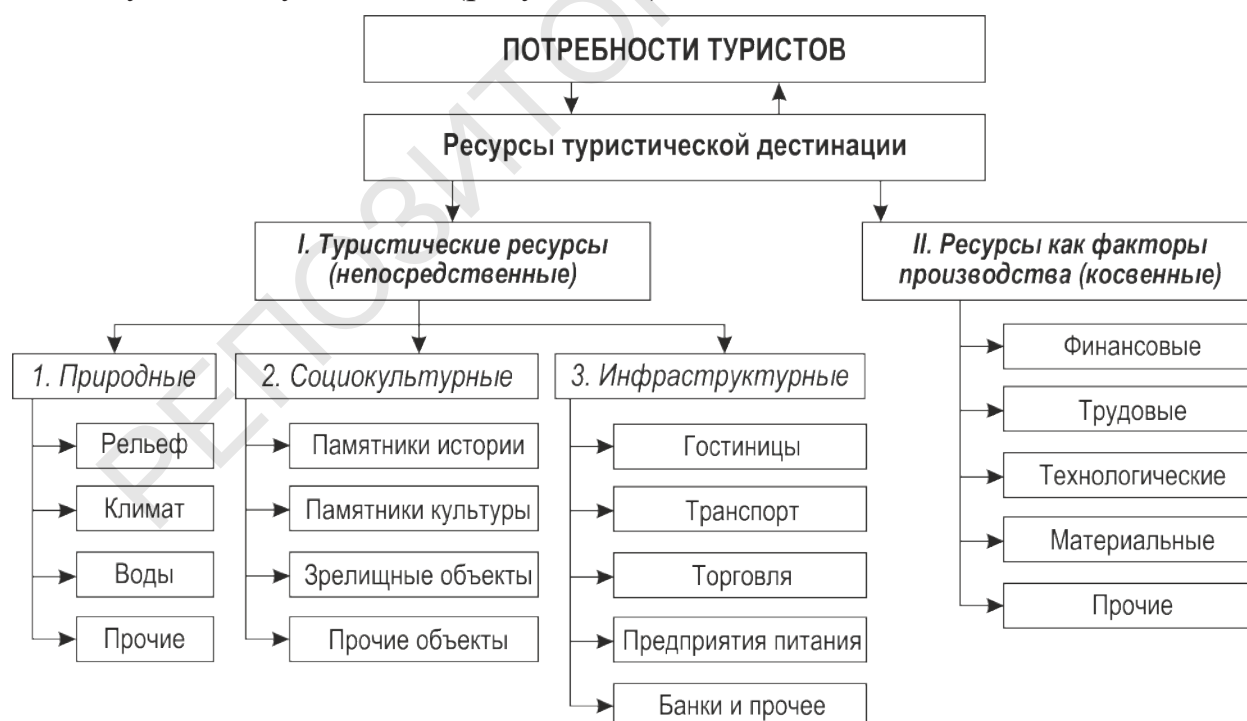 ПОТРЕБНОСТИ ТУРИСТОВ
Ресурсы туристической дестинации
I. Туристические ресурсы
(непосредственные)
II. Ресурсы как факторы
производства (косвенные)
1. Природные
Рельеф
Климат
Воды
Прочие
2. Социокультурные
Памятники истории
Памятники культуры
Зрелищные объекты
Прочие объекты
3. Инфраструктурные
Гостиницы
Транспорт
Торговля
Предприятия питания
Банки и прочее
Финансовые
Трудовые
Технологические
Материальные
Прочие